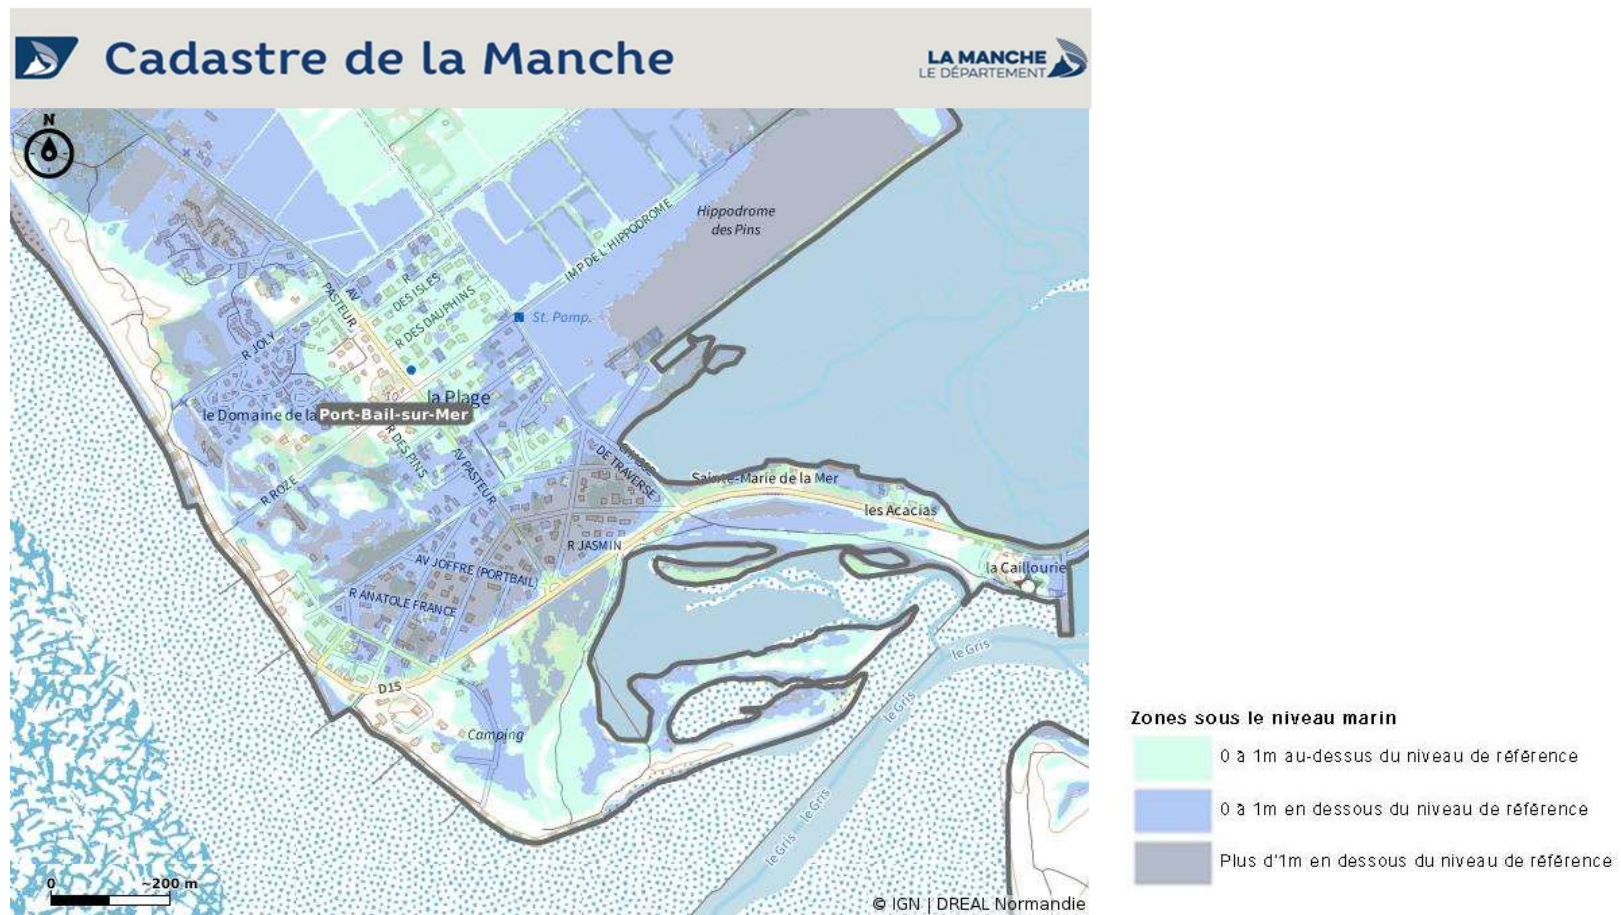 Cadastre de la Manche
LA MANCHE
LE DÉPARTEMENT
N
Hippodrome
des Pins
IMP DE L'HIPPODROME
AV
PASTEUR
R
DES ISLES
R DES DAUPHINS
St. Pomp.
R JOLY
la Plage
10
le Domaine de la
Port-Bail-sur-Mer
R DES PINS
AV PASTEUR
R ROZE
DE TRAVERSE
Sainte-Marie de la Mer
les Acacias
R JASMIN
AV JOFFRE (PORTBAIL)
R ANATOLE FRANCE
la Caillourie
le Gris
D15
Camping
le Gris
le Gris
le Gris
0
~200 m
© IGN | DREAL Normandie
Zones sous le niveau marin
0 à 1m au-dessus du niveau de référence
0 à 1m en dessous du niveau de référence
Plus d'1m en dessous du niveau de référence